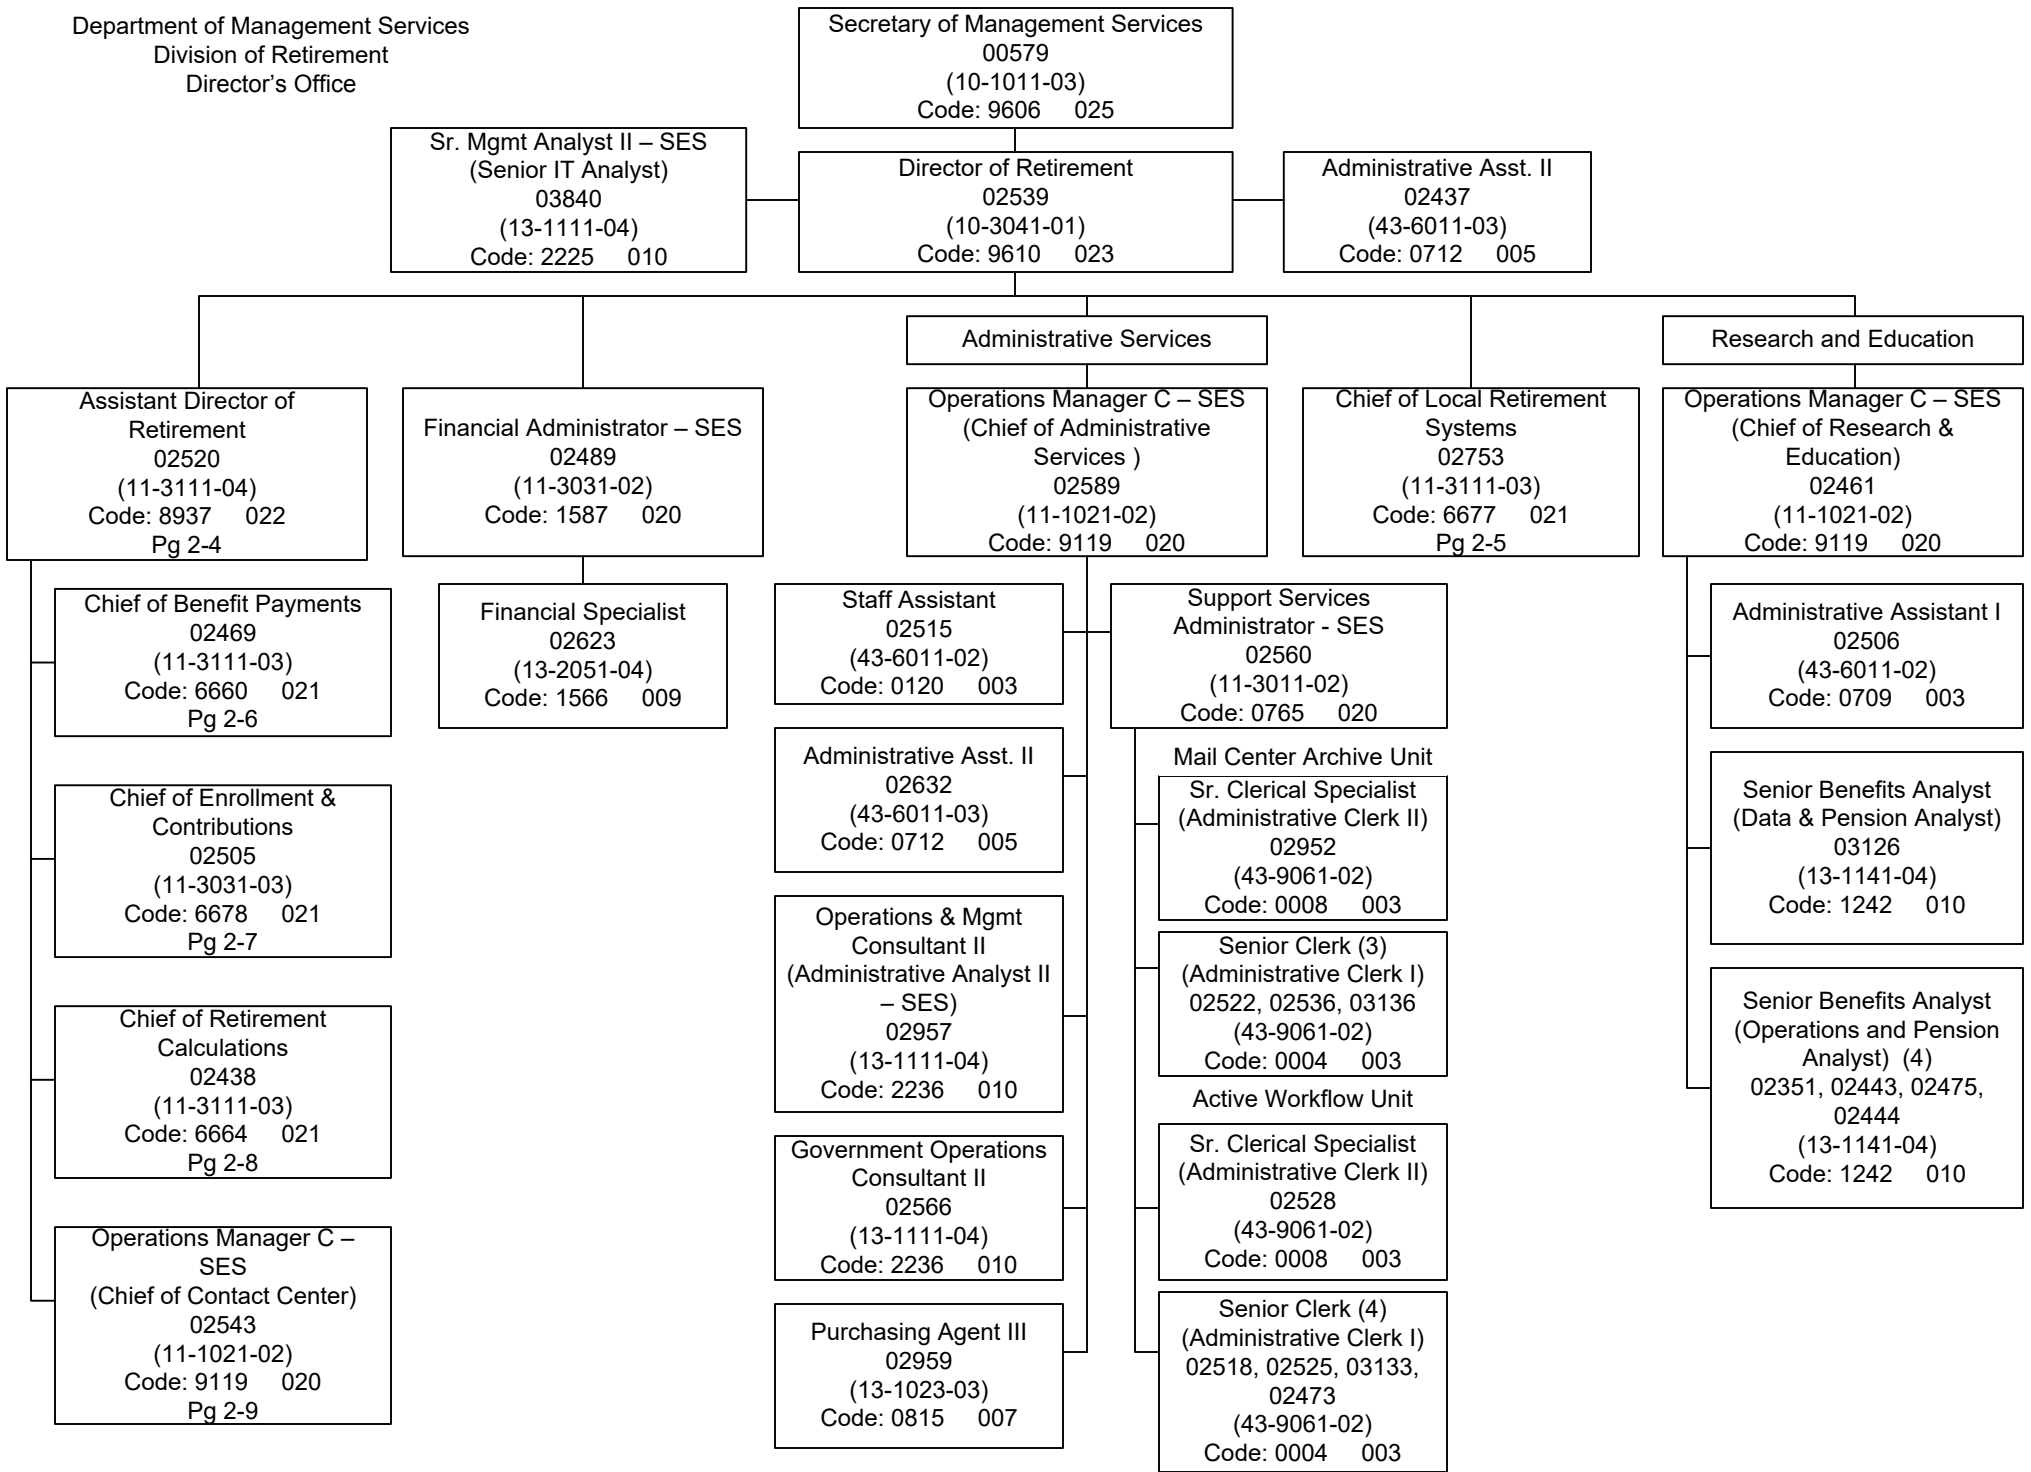 Department of Management Services
Division of Retirement
Director’s Office
Secretary of Management Services
00579
(10-1011-03)
Code: 9606 025
Sr. Mgmt Analyst II – SES
(Senior IT Analyst)
03840
(13-1111-04)
Code: 2225 010
Director of Retirement
02539
(10-3041-01)
Code: 9610 023
Administrative Asst. II
02437
(43-6011-03)
Code: 0712 005
Administrative Services
Research and Education
Assistant Director of
Retirement
02520
(11-3111-04)
Code: 8937 022
Pg 2-4
Financial Administrator – SES
02489
(11-3031-02)
Code: 1587 020
Operations Manager C – SES
(Chief of Administrative
Services )
02589
(11-1021-02)
Code: 9119 020
Chief of Local Retirement
Systems
02753
(11-3111-03)
Code: 6677 021
Pg 2-5
Operations Manager C – SES
(Chief of Research &
Education)
02461
(11-1021-02)
Code: 9119 020
Chief of Benefit Payments
02469
(11-3111-03)
Code: 6660 021
Pg 2-6
Chief of Enrollment &
Contributions
02505
(11-3031-03)
Code: 6678 021
Pg 2-7
Chief of Retirement
Calculations
02438
(11-3111-03)
Code: 6664 021
Pg 2-8
Operations Manager C –
SES
(Chief of Contact Center)
02543
(11-1021-02)
Code: 9119 020
Pg 2-9
Financial Specialist
02623
(13-2051-04)
Code: 1566 009
Staff Assistant
02515
(43-6011-02)
Code: 0120 003
Administrative Asst. II
02632
(43-6011-03)
Code: 0712 005
Operations & Mgmt
Consultant II
(Administrative Analyst II
– SES)
02957
(13-1111-04)
Code: 2236 010
Government Operations
Consultant II
02566
(13-1111-04)
Code: 2236 010
Purchasing Agent III
02959
(13-1023-03)
Code: 0815 007
Support Services
Administrator - SES
02560
(11-3011-02)
Code: 0765 020
Mail Center Archive Unit
Sr. Clerical Specialist
(Administrative Clerk II)
02952
(43-9061-02)
Code: 0008 003
Senior Clerk (3)
(Administrative Clerk I)
02522, 02536, 03136
(43-9061-02)
Code: 0004 003
Active Workflow Unit
Sr. Clerical Specialist
(Administrative Clerk II)
02528
(43-9061-02)
Code: 0008 003
Senior Clerk (4)
(Administrative Clerk I)
02518, 02525, 03133,
02473
(43-9061-02)
Code: 0004 003
Administrative Assistant I
02506
(43-6011-02)
Code: 0709 003
Senior Benefits Analyst
(Data & Pension Analyst)
03126
(13-1141-04)
Code: 1242 010
Senior Benefits Analyst
(Operations and Pension
Analyst) (4)
02351, 02443, 02475,
02444
(13-1141-04)
Code: 1242 010